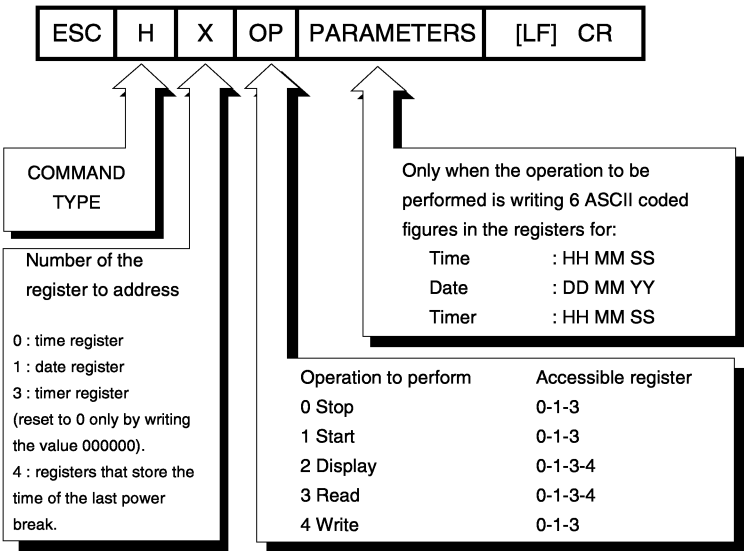 ESC H X OP PARAMETERS [LF] CR
COMMAND
TYPE
Only when the operation to be
performed is writing 6 ASCII coded
figures in the registers for:
Time : HH MM SS
Date : DD MM YY
Timer : HH MM SS
Number of the
register to address
0 : time register
1 : date register
3 : timer register
(reset to 0 only by writing
the value 000000).
4 : registers that store the
time of the last power
break.
Operation to perform Accessible register
0 Stop 0-1-3
1 Start 0-1-3
2 Display 0-1-3-4
3 Read 0-1-3-4
4 Write 0-1-3